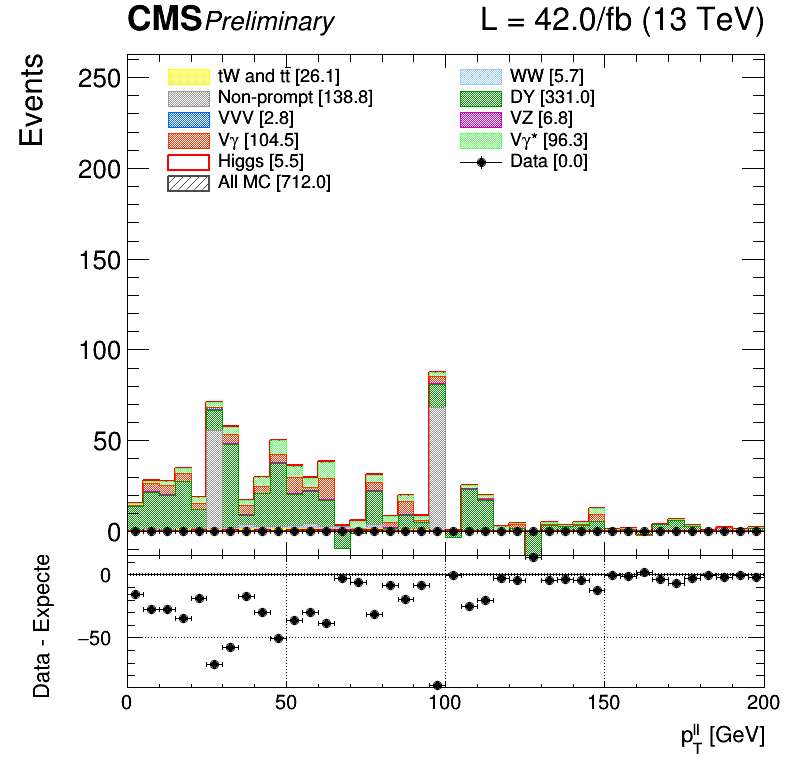 CMS Preliminary L = 42.0/fb (13 TeV)
Events
250
200
150
100
50
0
tW and tt̄ [26.1]
Non-prompt [138.8]
VVV [2.8]
Vγ [104.5]
Higgs [5.5]
All MC [712.0]
WW [5.7]
DY [331.0]
VZ [6.8]
Vγ* [96.3]
Data [0.0]
Data - Expecte
0
−50
0 50 100 150 200
p_T^ll [GeV]